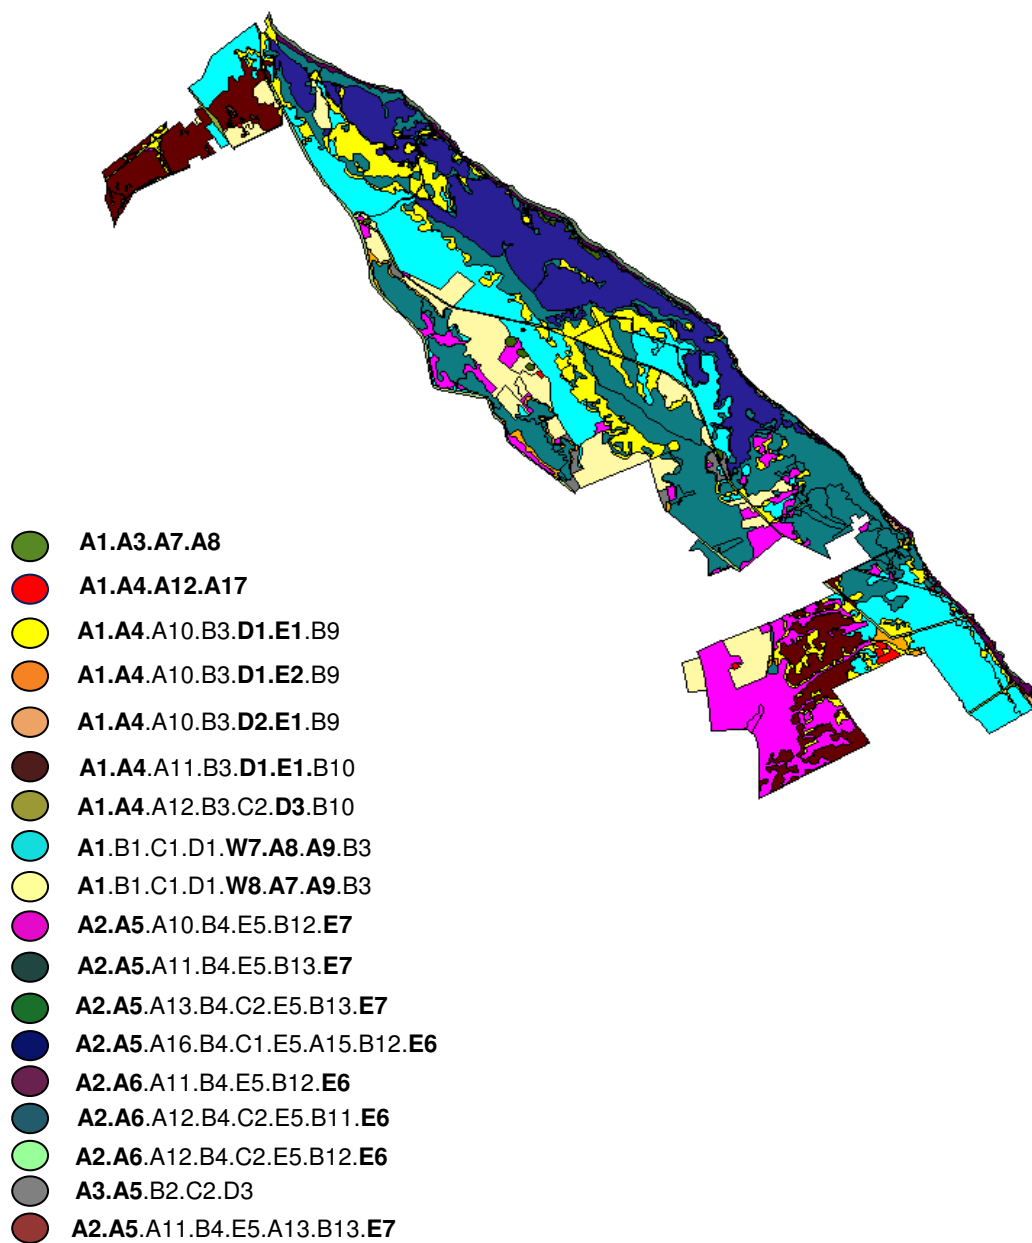 A1.A3.A7.A8
A1.A4.A12.A17
A1.A4.A10.B3.D1.E1.B9
A1.A4.A10.B3.D1.E2.B9
A1.A4.A10.B3.D2.E1.B9
A1.A4.A11.B3.D1.E1.B10
A1.A4.A12.B3.C2.D3.B10
A1.B1.C1.D1.W7.A8.A9.B3
A1.B1.C1.D1.W8.A7.A9.B3
A2.A5.A10.B4.E5.B12.E7
A2.A5.A11.B4.E5.B13.E7
A2.A5.A13.B4.C2.E5.B13.E7
A2.A5.A16.B4.C1.E5.A15.B12.E6
A2.A6.A11.B4.E5.B12.E6
A2.A6.A12.B4.C2.E5.B11.E6
A2.A6.A12.B4.C2.E5.B12.E6
A3.A5.B2.C2.D3
A2.A5.A11.B4.E5.A13.B13.E7